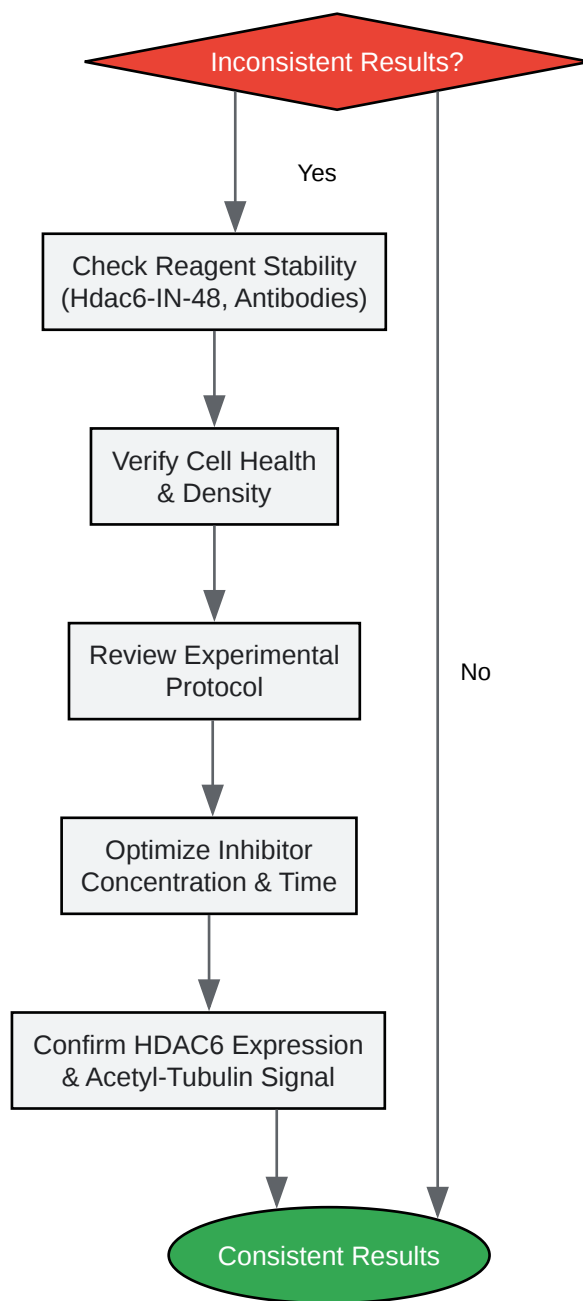 Inconsistent Results?
Yes
Check Reagent Stability
(Hdac6-IN-48, Antibodies)
Verify Cell Health
& Density
Review Experimental
Protocol
No
Optimize Inhibitor
Concentration & Time
Confirm HDAC6 Expression
& Acetyl-Tubulin Signal
Consistent Results